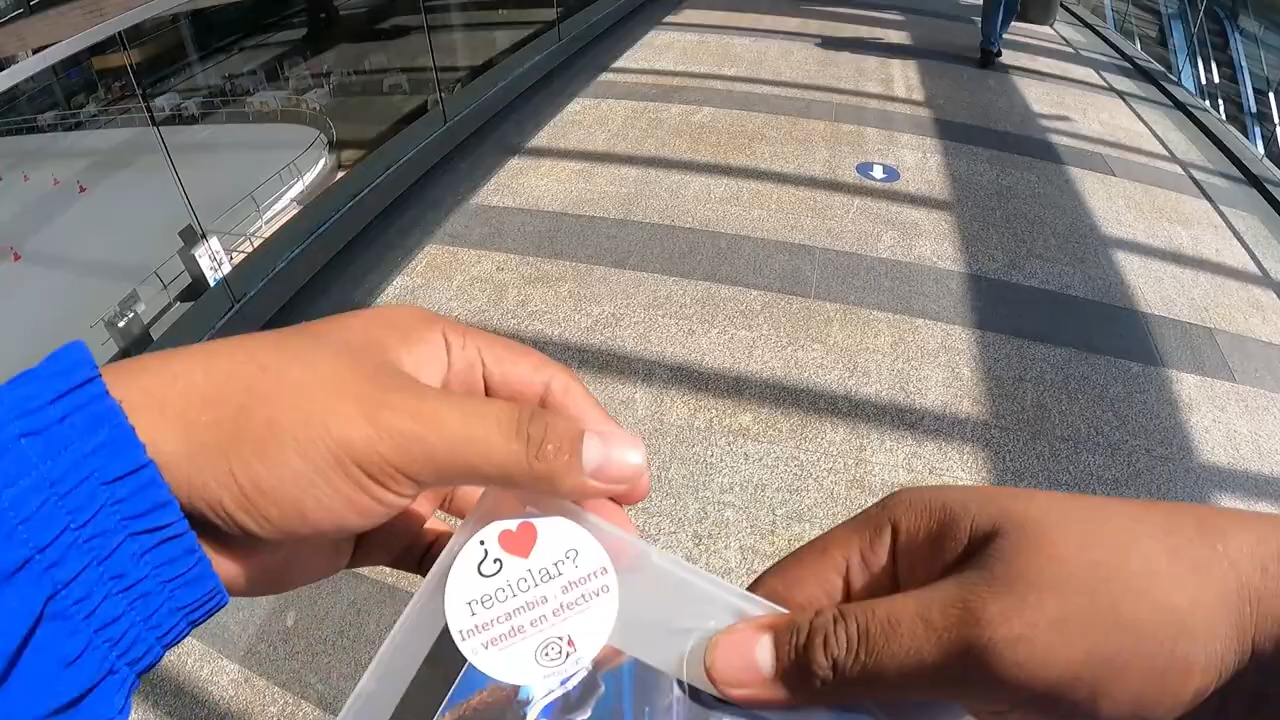 ¿
reciclar?
Intercambia, ahorra
o vende en efectivo